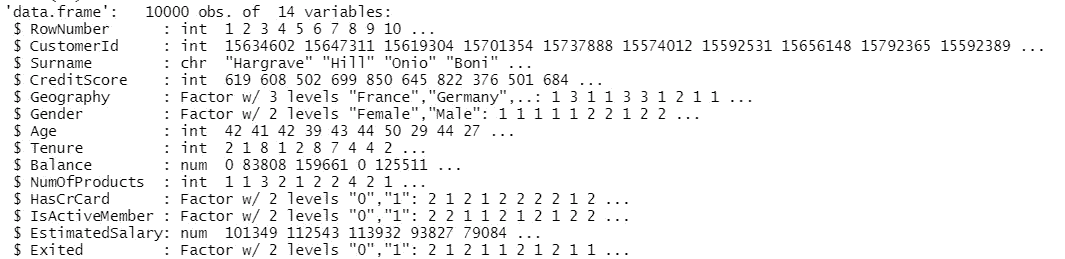 'data.frame':   10000 obs. of  14 variables:
 $ RowNumber      : int  1 2 3 4 5 6 7 8 9 10 ...
 $ CustomerId     : int  15634602 15647311 15619304 15701354 15737888 15574012 15592531 15656148 15792365 15592389 ...
 $ Surname        : chr  "Hargrave" "Hill" "Onio" "Boni" ...
 $ CreditScore    : int  619 608 502 699 850 645 822 376 501 684 ...
 $ Geography      : Factor w/ 3 levels "France","Germany",..: 1 3 1 1 3 3 1 2 1 1 ...
 $ Gender         : Factor w/ 2 levels "Female","Male": 1 1 1 1 1 2 2 1 2 2 ...
 $ Age            : int  42 41 42 39 43 44 50 29 44 27 ...
 $ Tenure         : int  2 1 8 1 2 8 7 4 4 2 ...
 $ Balance        : num  0 83808 159661 0 125511 ...
 $ NumOfProducts  : int  1 1 3 2 1 2 2 4 2 1 ...
 $ HasCrCard      : Factor w/ 2 levels "0","1": 2 1 2 1 2 2 2 2 1 2 ...
 $ IsActiveMember : Factor w/ 2 levels "0","1": 2 2 1 1 2 1 2 1 2 2 ...
 $ EstimatedSalary: num  101349 112543 113932 93827 79084 ...
 $ Exited         : Factor w/ 2 levels "0","1": 2 1 2 1 1 2 1 2 1 1 ...